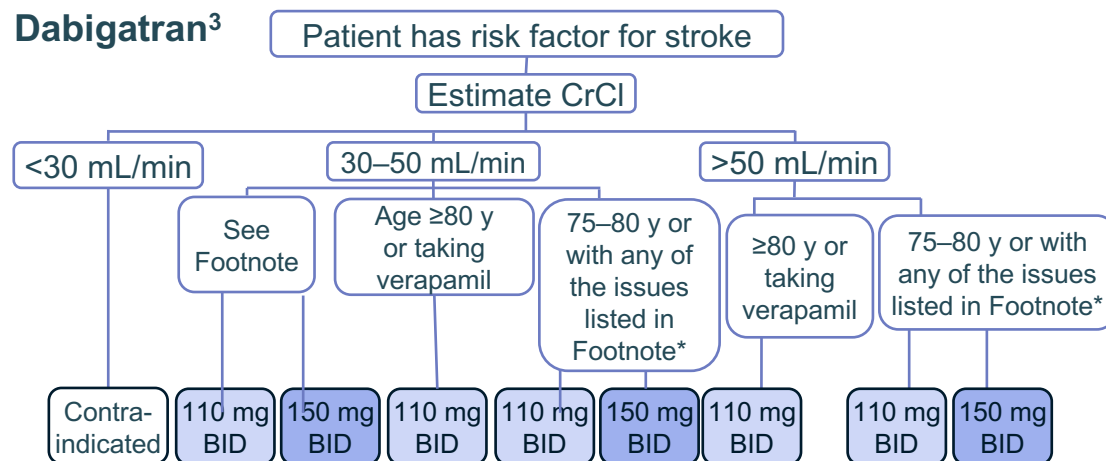 Dabigatran³
Patient has risk factor for stroke
Estimate CrCl
<30 mL/min
30–50 mL/min
>50 mL/min
See
Footnote
Age ≥80 y
or taking
verapamil
75–80 y or
with any of
the issues
listed in
Footnote*
≥80 y or
taking
verapamil
75–80 y or with
any of the issues
listed in Footnote*
Contra-
indicated
110 mg
BID
150 mg
BID
110 mg
BID
110 mg
BID
150 mg
BID
110 mg
BID
110 mg
BID
150 mg
BID